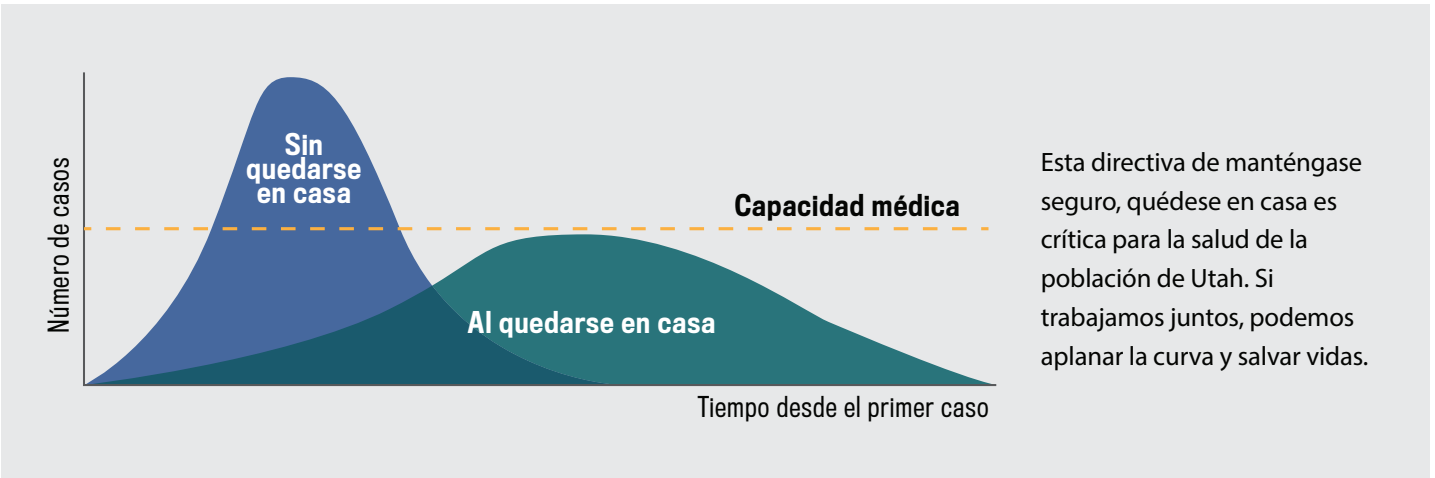 Sin
quedarse
en casa
Capacidad médica
Al quedarse en casa
Número de casos
Tiempo desde el primer caso
Esta directiva de manténgase
seguro, quédese en casa es
crítica para la salud de la
población de Utah. Si
trabajamos juntos, podemos
aplanar la curva y salvar vidas.